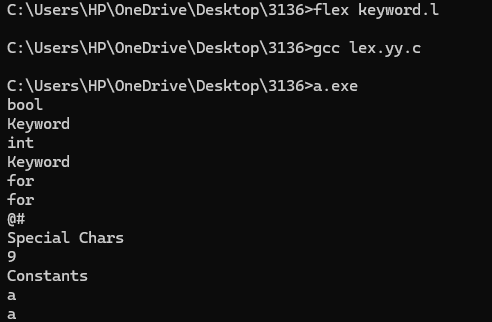 C:\Users\HP\OneDrive\Desktop\3136>flex keyword.l
C:\Users\HP\OneDrive\Desktop\3136>gcc lex.yy.c
C:\Users\HP\OneDrive\Desktop\3136>a.exe
bool
Keyword
int
Keyword
for
for
@#
Special Chars
9
Constants
a
a